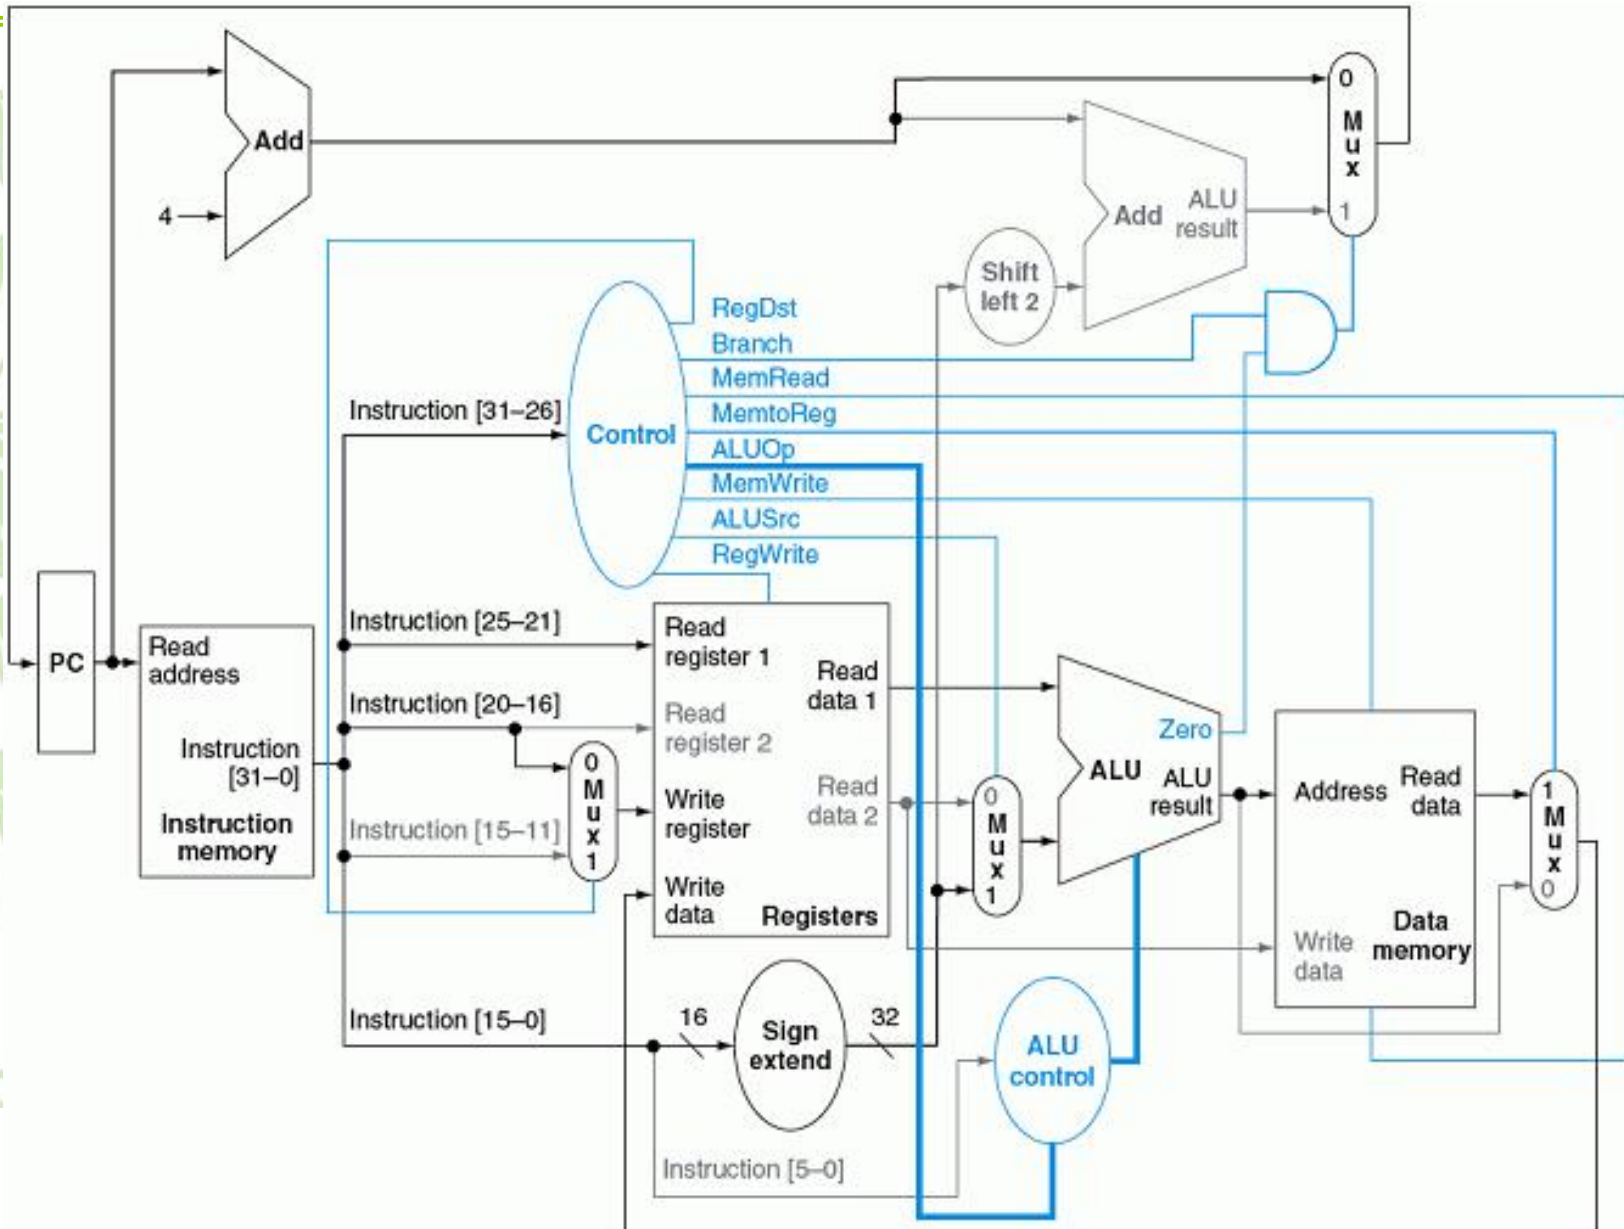 0
M
u
x
1
Add
4
Add
ALU
result
Shift
left 2
RegDst
Branch
MemRead
MemtoReg
ALUOp
MemWrite
ALUSrc
RegWrite
Control
Instruction [31–26]
Instruction [25–21]
Instruction [20–16]
Instruction [15–11]
Instruction [15–0]
Instruction [5–0]
PC
Read
address
Instruction
[31–0]
Instruction
memory
0
M
u
x
1
Read
register 1
Read
register 2
Write
register
Write
data
Read
data 1
Read
data 2
Registers
16
Sign
extend
32
0
M
u
x
1
Zero
ALU
ALU
result
ALU
control
Address
Read
data
Write
data
Data
memory
1
M
u
x
0